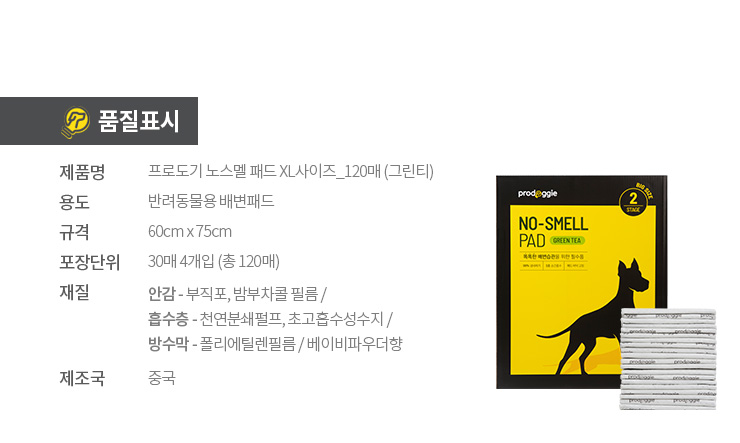 품질표시
제품명 프로도기 노스멜 패드 XL사이즈_120매 (그린티)
용도 반려동물용 배변패드
규격 60cm x 75cm
포장단위 30매 4개입 (총 120매)
재질 안감 - 부직포, 밤부차콜 필름 /
흡수층 - 천연분쇄펄프, 초고흡수성수지 /
방수막 - 폴리에틸렌필름 / 베이비파우더향
제조국 중국
prodoggie
BIG SIZE
2
STAGE
NO-SMELL
PAD GREEN TEA
똑똑한 배변습관을 위한 필수품
prodoggie